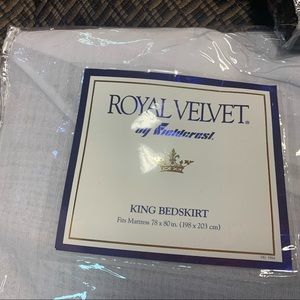 ROYAL VELVET®
by Fieldcrest.
KING BEDSKIRT
Fits Mattress 78 x 80 in. (198 x 203 cm)